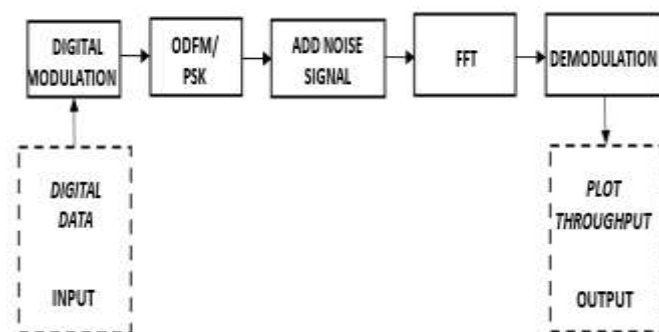 DIGITAL
MODULATION
ODFM/
PSK
ADD NOISE
SIGNAL
FFT
DEMODULATION
DIGITAL
DATA
INPUT
PLOT
THROUGHPUT
OUTPUT